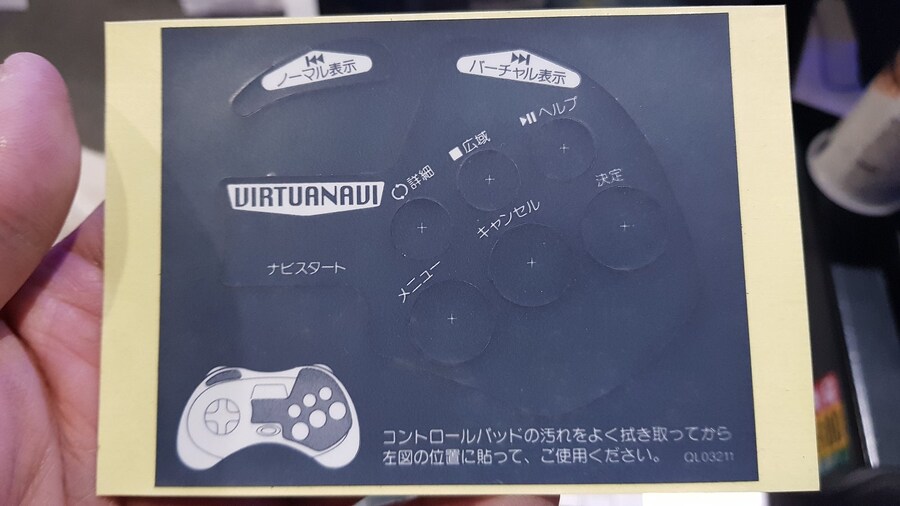 ノーマル表示
バーチャル表示
ヘルプ
広域
詳細
決定
キャンセル
メニュー
VIRTUANAVI
ナビスタート
コントロールパッドの汚れをよく拭き取ってから
左図の位置に貼って、ご使用ください。 QL03211